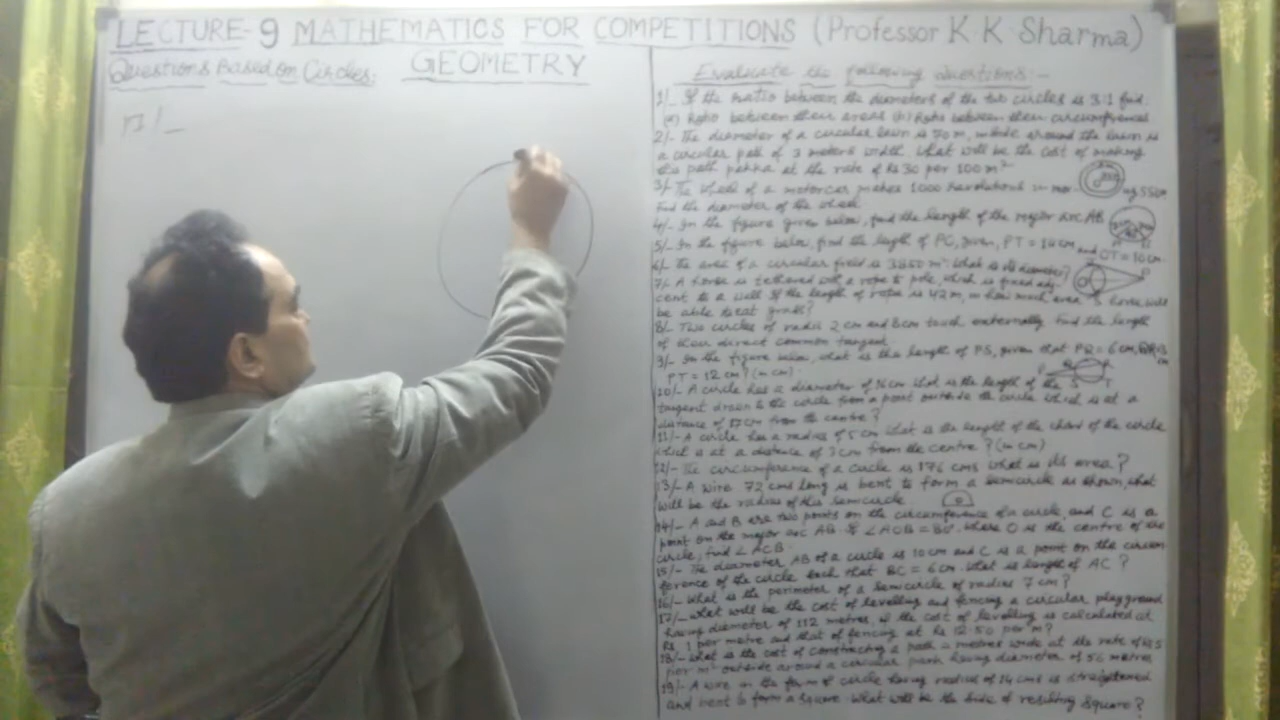 LECTURE-9 MATHEMATICS FOR COMPETITIONS (Professor K.K. Sharma)
Questions Based on Circles:
GEOMETRY
17/-
Evaluate the following questions:-
1/- If the ratio between the diameters of the two circles is 3:1 find.
(a) Ratio between their areas (b) Ratio between their circumferences
2/- The diameter of a circular lawn is 70 m, outside around the lawn is
a circular path of 3 meters width. What will be the cost of making
the path pakka at the rate of Rs 30 per 100 m²
3/- The wheel of a motorcar makes 1000 revolutions in moving 55 km
Find the diameter of the wheel.
4/- In the figure given below, find the length of the major arc AB
5/- In the figure below, find the length of PC, given, PT = cm and OT = 10 cm.
6/- The area of a circular field is 3850 m². What is its diameter?
7/- A horse is tethered with a rope to pole, which is fixed adj-
cent to a wall If the length of rope is 42 m, in how much area horse will
be able to eat grass?
8/- Two circles of radii 2 cm and 8 cm touch externally find the length
of their direct common tangent.
9/- In the figure below, what is the length of PS, given that PQ = 6 cm,
PT = 12 cm? (in cm).
10/- A circle has a diameter of 16 cm what is the length of the
tangent drawn to the circle from a point outside the circle which is at a
distance of 17 cm from the centre?
11/- A circle has a radius of 5 cm what is the length of the chord of the circle
which is at a distance of 3 cm from the centre? (in cm)
12/- The circumference of a circle is 176 cms what is its area?
13/- A wire 72 cms long is bent to form a semicircle as shown, what
will be the radius of this semicircle
14/- A and B are two points on the circumference of a circle and C is a
point on the major arc AB If ∠AOB = 80°. where O is the centre of the
circle, find ∠ACB.
15/- The diameter AB of a circle is 10 cm and C is a point on the circum-
ference of the circle such that BC = 6 cm. what is length of AC?
16/- What is the perimeter of a semicircle of radius 7 cm?
17/- what will be the cost of levelling and fencing a circular playground
having diameter of 112 metres, if the cost of levelling is calculated at
Rs 1 per metre and that of fencing at Rs 12.50 per m?
18/- what is the cost of constructing a path metres wide at the rate of Rs 5
per m² outside around a circular park having diameter of 56 metres
19/- A wire in the form of circle having radius of 14 cms is straightened
and bent to form a square. what will be the side of resulting square?